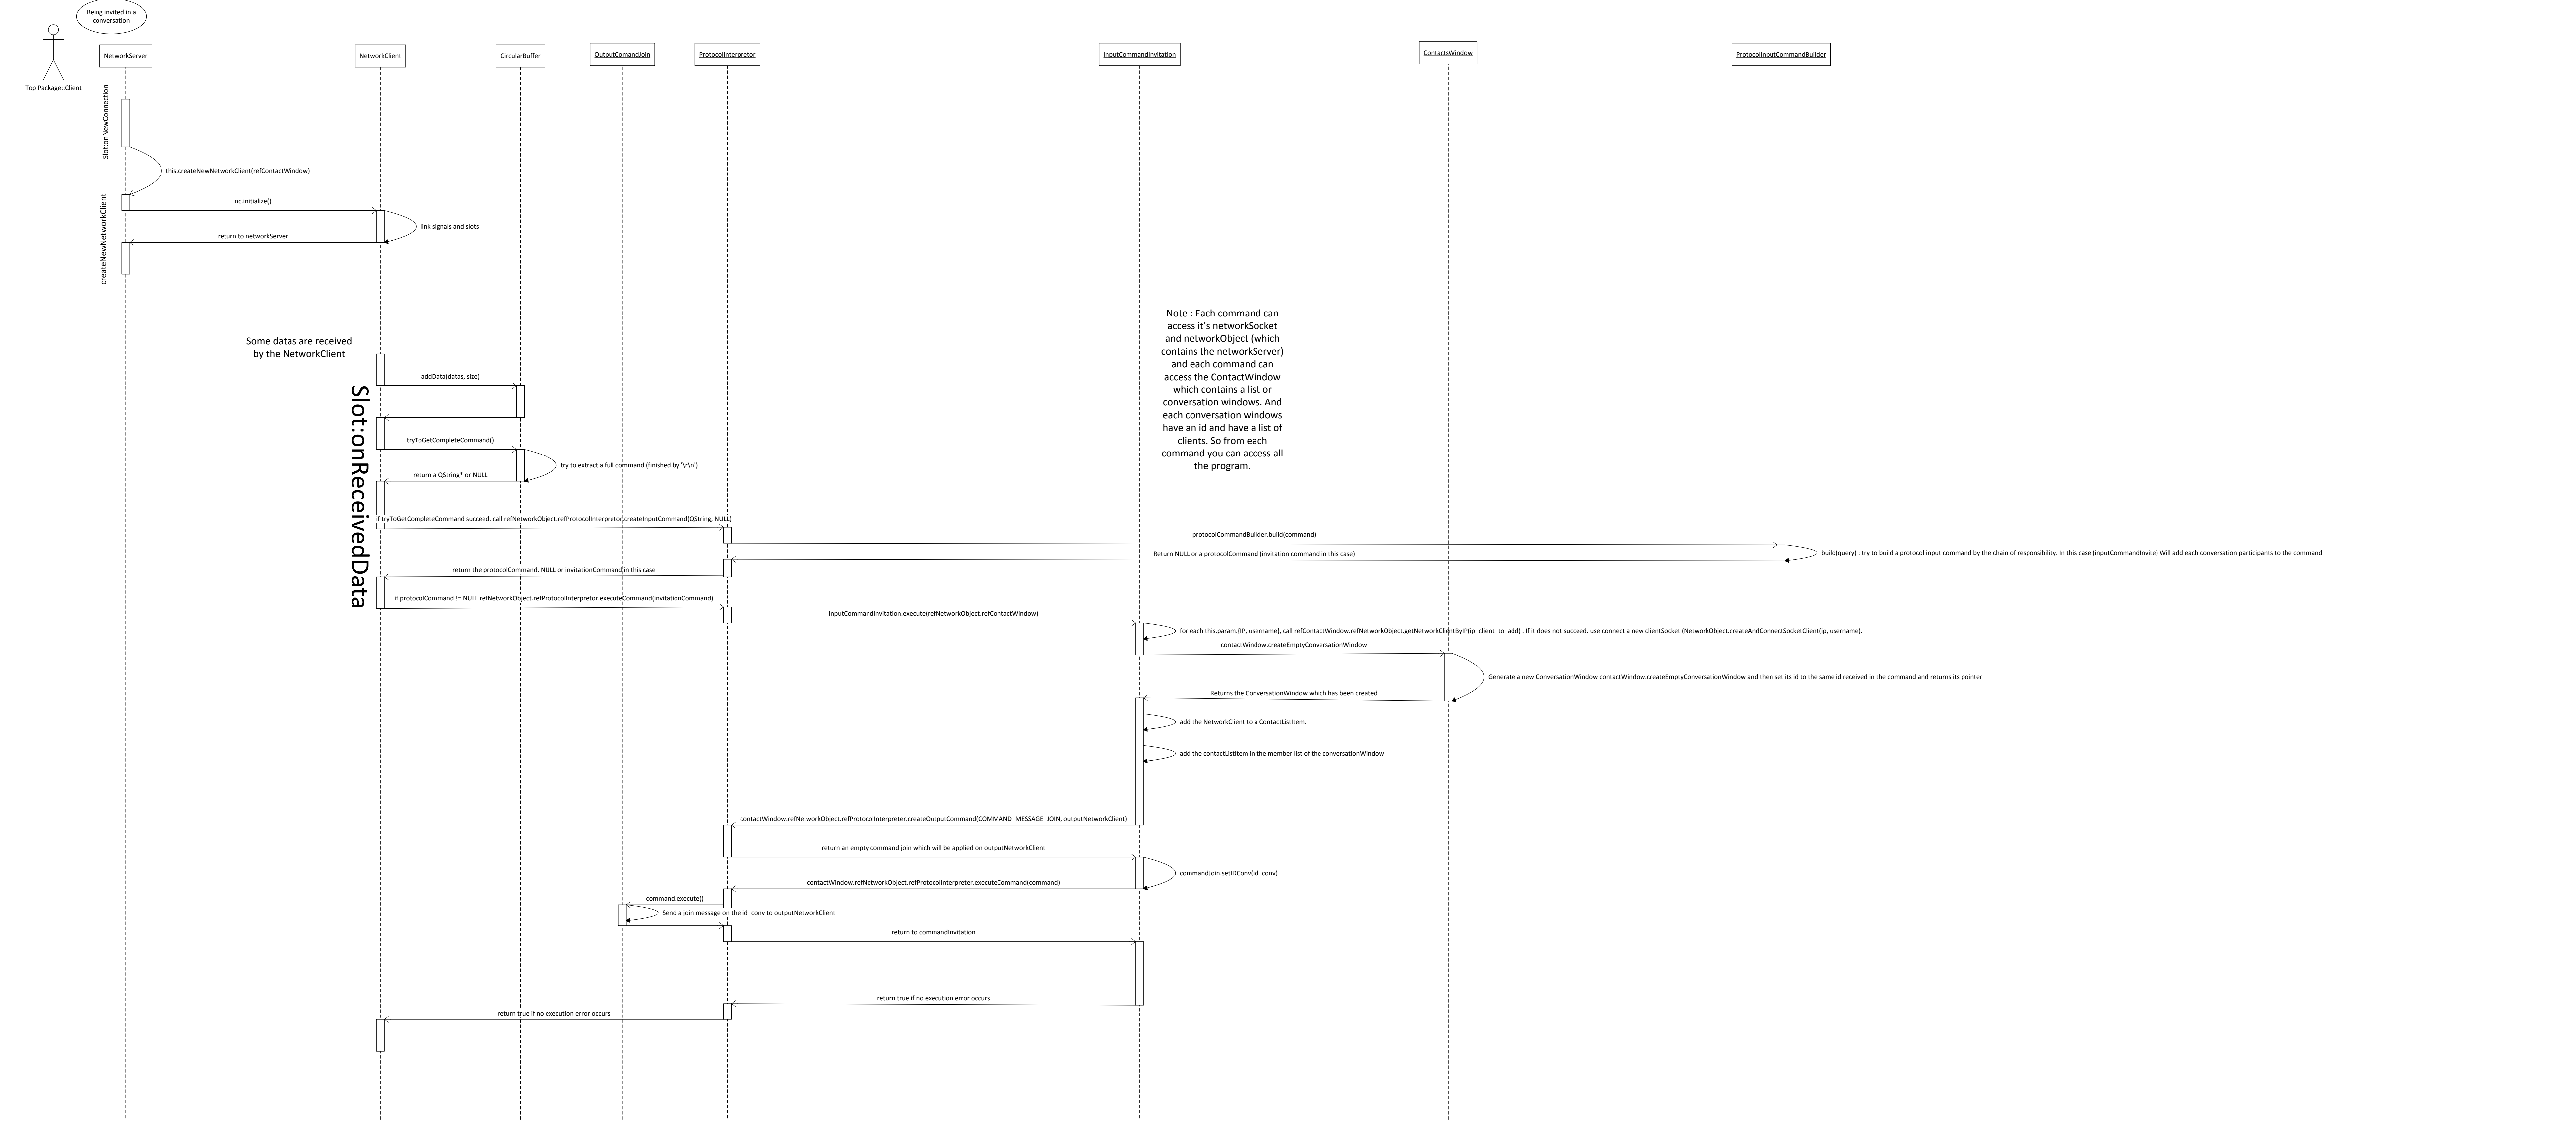 Being invited in a
conversation
Top Package::Client
NetworkServer
NetworkClient
CircularBuffer
OutputComandJoin
ProtocolInterpretor
InputCommandInvitation
ContactsWindow
ProtocolInputCommandBuilder
Slot:onNewConnection
this.createNewNetworkClient(refContactWindow)
createNewNetworkClient
nc.initialize()
link signals and slots
return to networkServer
Note : Each command can
access it's networkSocket
and networkObject (which
contains the networkServer)
and each command can
access the ContactWindow
which contains a list or
conversation windows. And
each conversation windows
have an id and have a list of
clients. So from each
command you can access all
the program.
Some datas are received
by the NetworkClient
Slot:onReceivedData
addData(datas, size)
tryToGetCompleteCommand()
try to extract a full command (finished by '\r\n')
return a QString* or NULL
if tryToGetCompleteCommand succeed. call refNetworkObject.refProtocolInterpretor.createInputCommand(QString, NULL)
protocolCommandBuilder.build(command)
Return NULL or a protocolCommand (invitation command in this case)
build(query) : try to build a protocol input command by the chain of responsibility. In this case (inputCommandInvite) Will add each conversation participants to the command
return the protocolCommand. NULL or invitationCommand in this case
if protocolCommand != NULL refNetworkObject.refProtocolInterpretor.executeCommand(invitationCommand)
InputCommandInvitation.execute(refNetworkObject.refContactWindow)
for each this.param.{IP, username}, call refContactWindow.refNetworkObject.getNetworkClientByIP(ip_client_to_add) . If it does not succeed. use connect a new clientSocket (NetworkObject.createAndConnectSocketClient(ip, username).
contactWindow.createEmptyConversationWindow
Generate a new ConversationWindow contactWindow.createEmptyConversationWindow and then set its id to the same id received in the command and returns its pointer
Returns the ConversationWindow which has been created
add the NetworkClient to a ContactListItem.
add the contactListItem in the member list of the conversationWindow
contactWindow.refNetworkObject.refProtocolInterpreter.createOutputCommand(COMMAND_MESSAGE_JOIN, outputNetworkClient)
return an empty command join which will be applied on outputNetworkClient
commandJoin.setIDConv(id_conv)
contactWindow.refNetworkObject.refProtocolInterpreter.executeCommand(command)
command.execute()
Send a join message on the id_conv to outputNetworkClient
return to commandInvitation
return true if no execution error occurs
return true if no execution error occurs